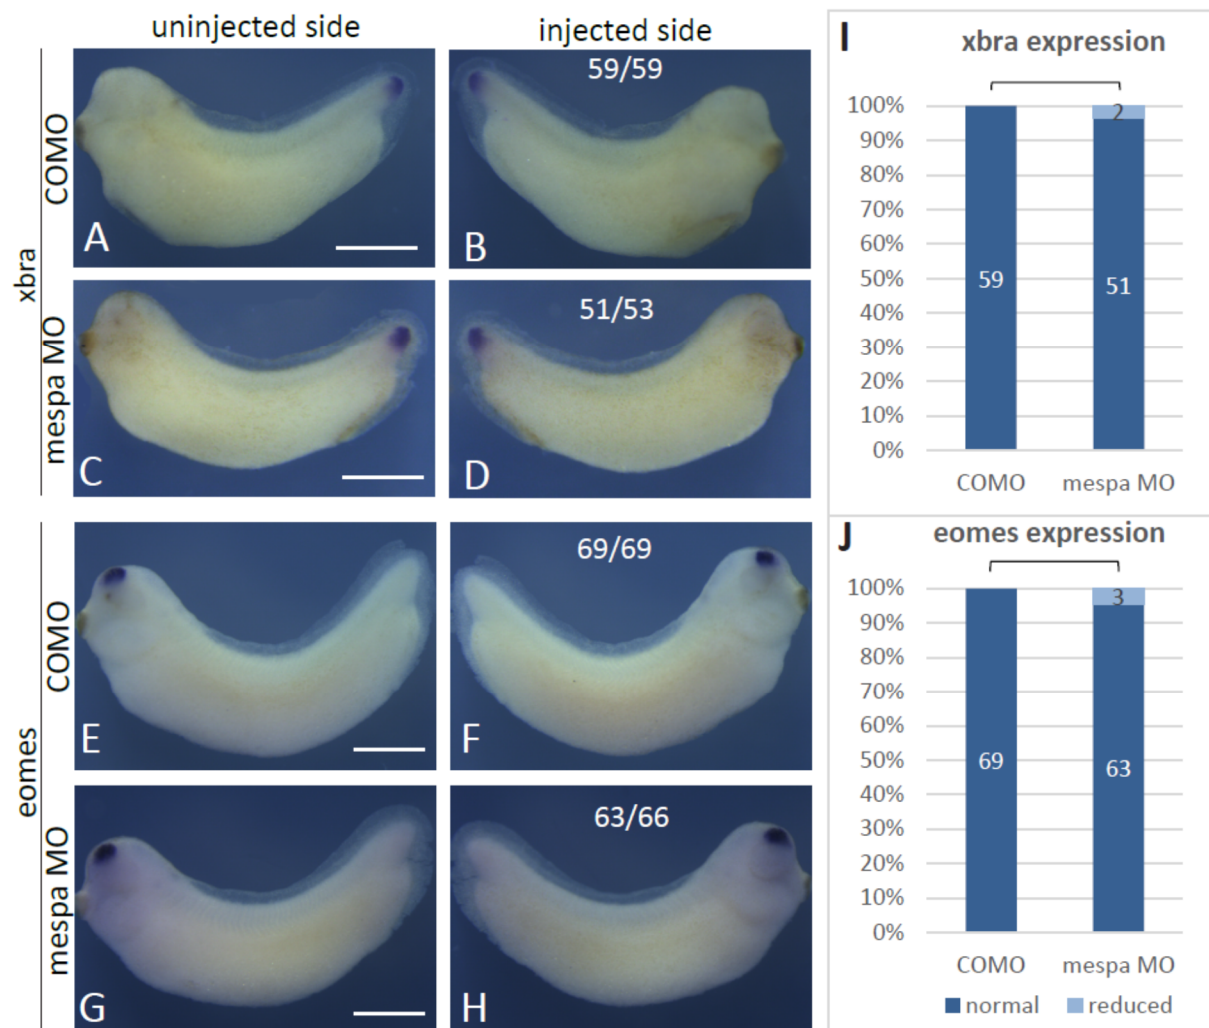 uninjected side
injected side
xbra
COMO
A
59/59
B
mespa MO
C
51/53
D
eomes
COMO
E
69/69
F
mespa MO
G
63/66
H
I
xbra expression
100%
90%
80%
70%
60%
50%
40%
30%
20%
10%
0%
2
59
51
COMO mespa MO
J
eomes expression
100%
90%
80%
70%
60%
50%
40%
30%
20%
10%
0%
3
69
63
COMO mespa MO
normal reduced